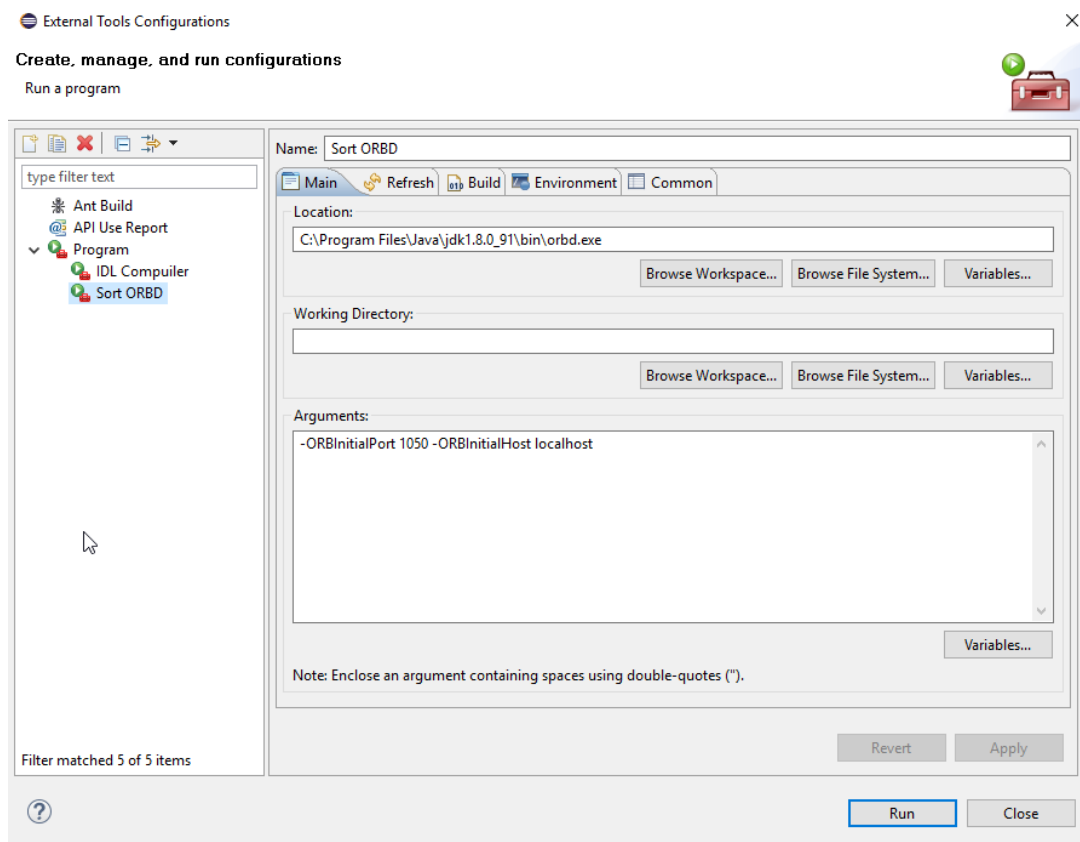 External Tools Configurations
Create, manage, and run configurations
Run a program
type filter text
Ant Build
API Use Report
Program
IDL Compuiler
Sort ORBD
Filter matched 5 of 5 items
Name: Sort ORBD
Main Refresh Build Environment Common
Location:
C:\Program Files\Java\jdk1.8.0_91\bin\orbd.exe
Browse Workspace... Browse File System... Variables...
Working Directory:
Browse Workspace... Browse File System... Variables...
Arguments:
-ORBInitialPort 1050 -ORBInitialHost localhost
Variables...
Note: Enclose an argument containing spaces using double-quotes (").
Revert Apply
Run Close